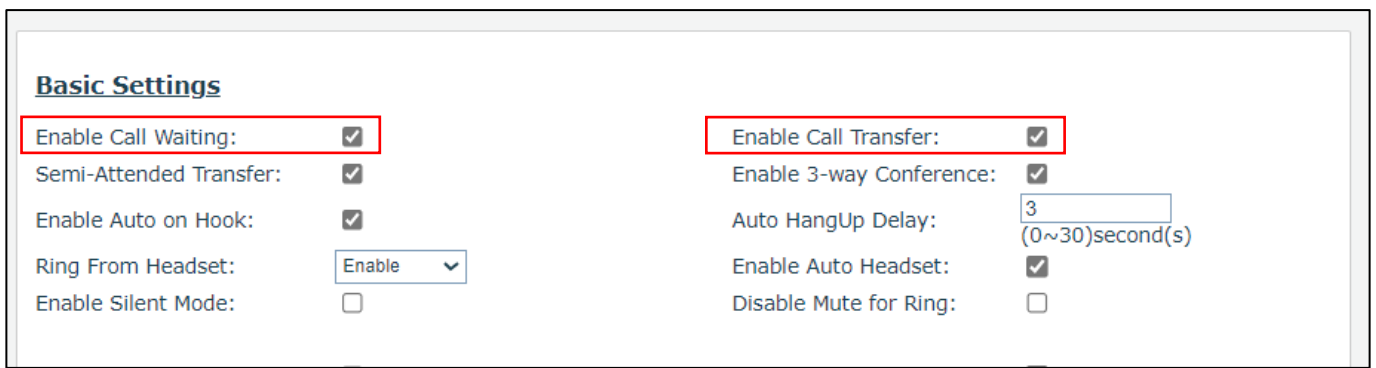 Basic Settings
Enable Call Waiting: Enable Call Transfer:
Semi-Attended Transfer: Enable 3-way Conference:
Enable Auto on Hook: Auto HangUp Delay: 3
(0~30)second(s)
Ring From Headset: Enable Enable Auto Headset:
Enable Silent Mode: Disable Mute for Ring: